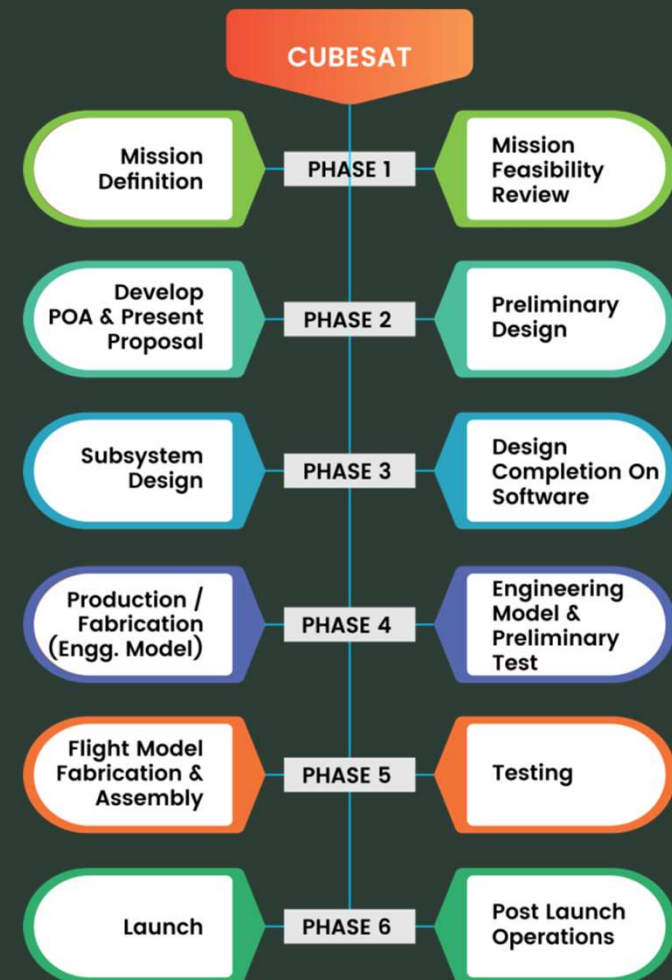 CUBESAT
Mission
Definition
PHASE 1
Mission
Feasibility
Review
Develop
POA & Present
Proposal
PHASE 2
Preliminary
Design
Subsystem
Design
PHASE 3
Design
Completion On
Software
Production /
Fabrication
(Engg. Model)
PHASE 4
Engineering
Model &
Preliminary
Test
Flight Model
Fabrication &
Assembly
PHASE 5
Testing
Launch
PHASE 6
Post Launch
Operations